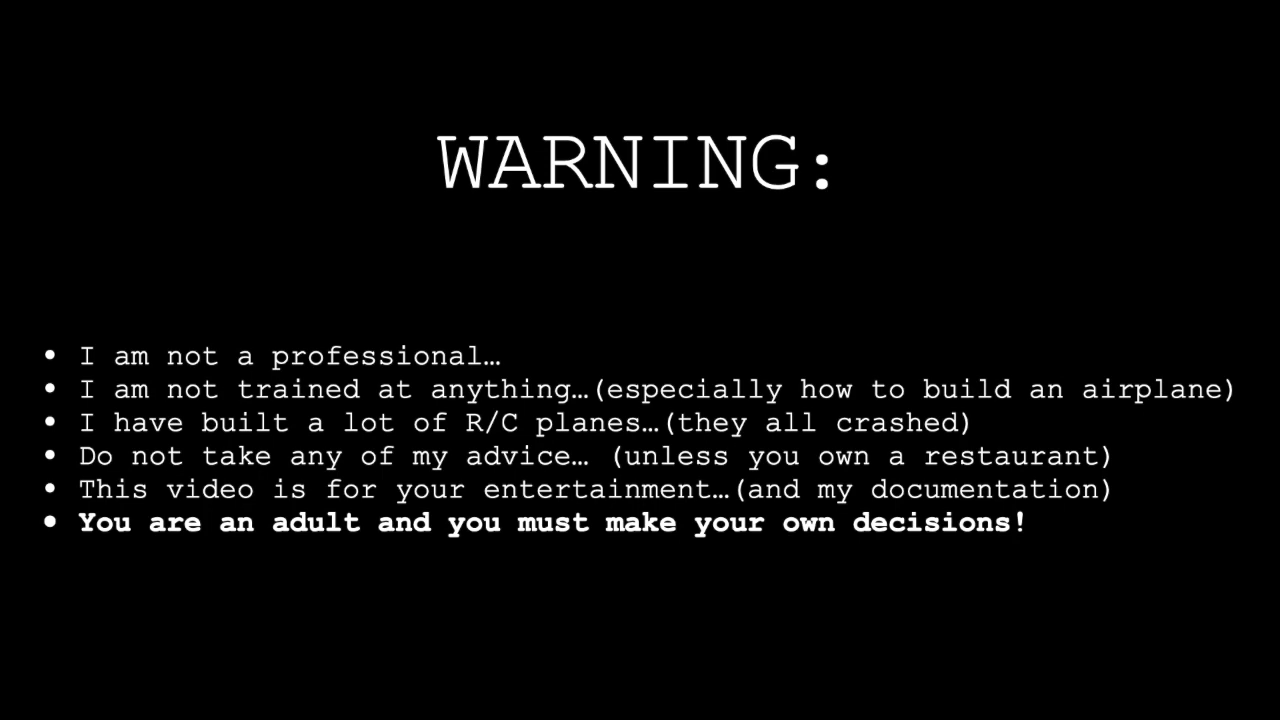 WARNING:
• I am not a professional…
• I am not trained at anything…(especially how to build an airplane)
• I have built a lot of R/C planes…(they all crashed)
• Do not take any of my advice… (unless you own a restaurant)
• This video is for your entertainment…(and my documentation)
• You are an adult and you must make your own decisions!